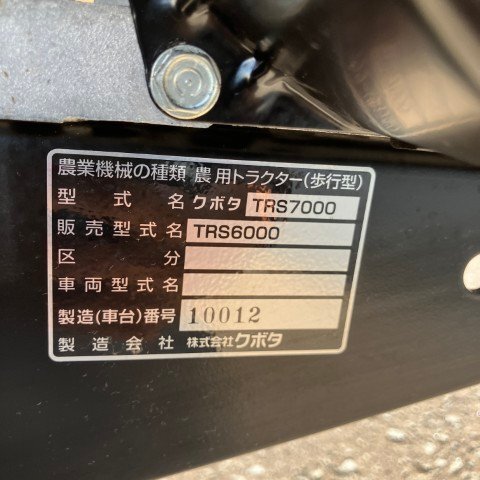 農業機械の種類 農用トラクター(歩行型)
型式名 クボタ TRS7000
販売型式名 TRS6000
区分
車両型式名
製造(車台)番号 10012
製造会社 株式会社クボタ